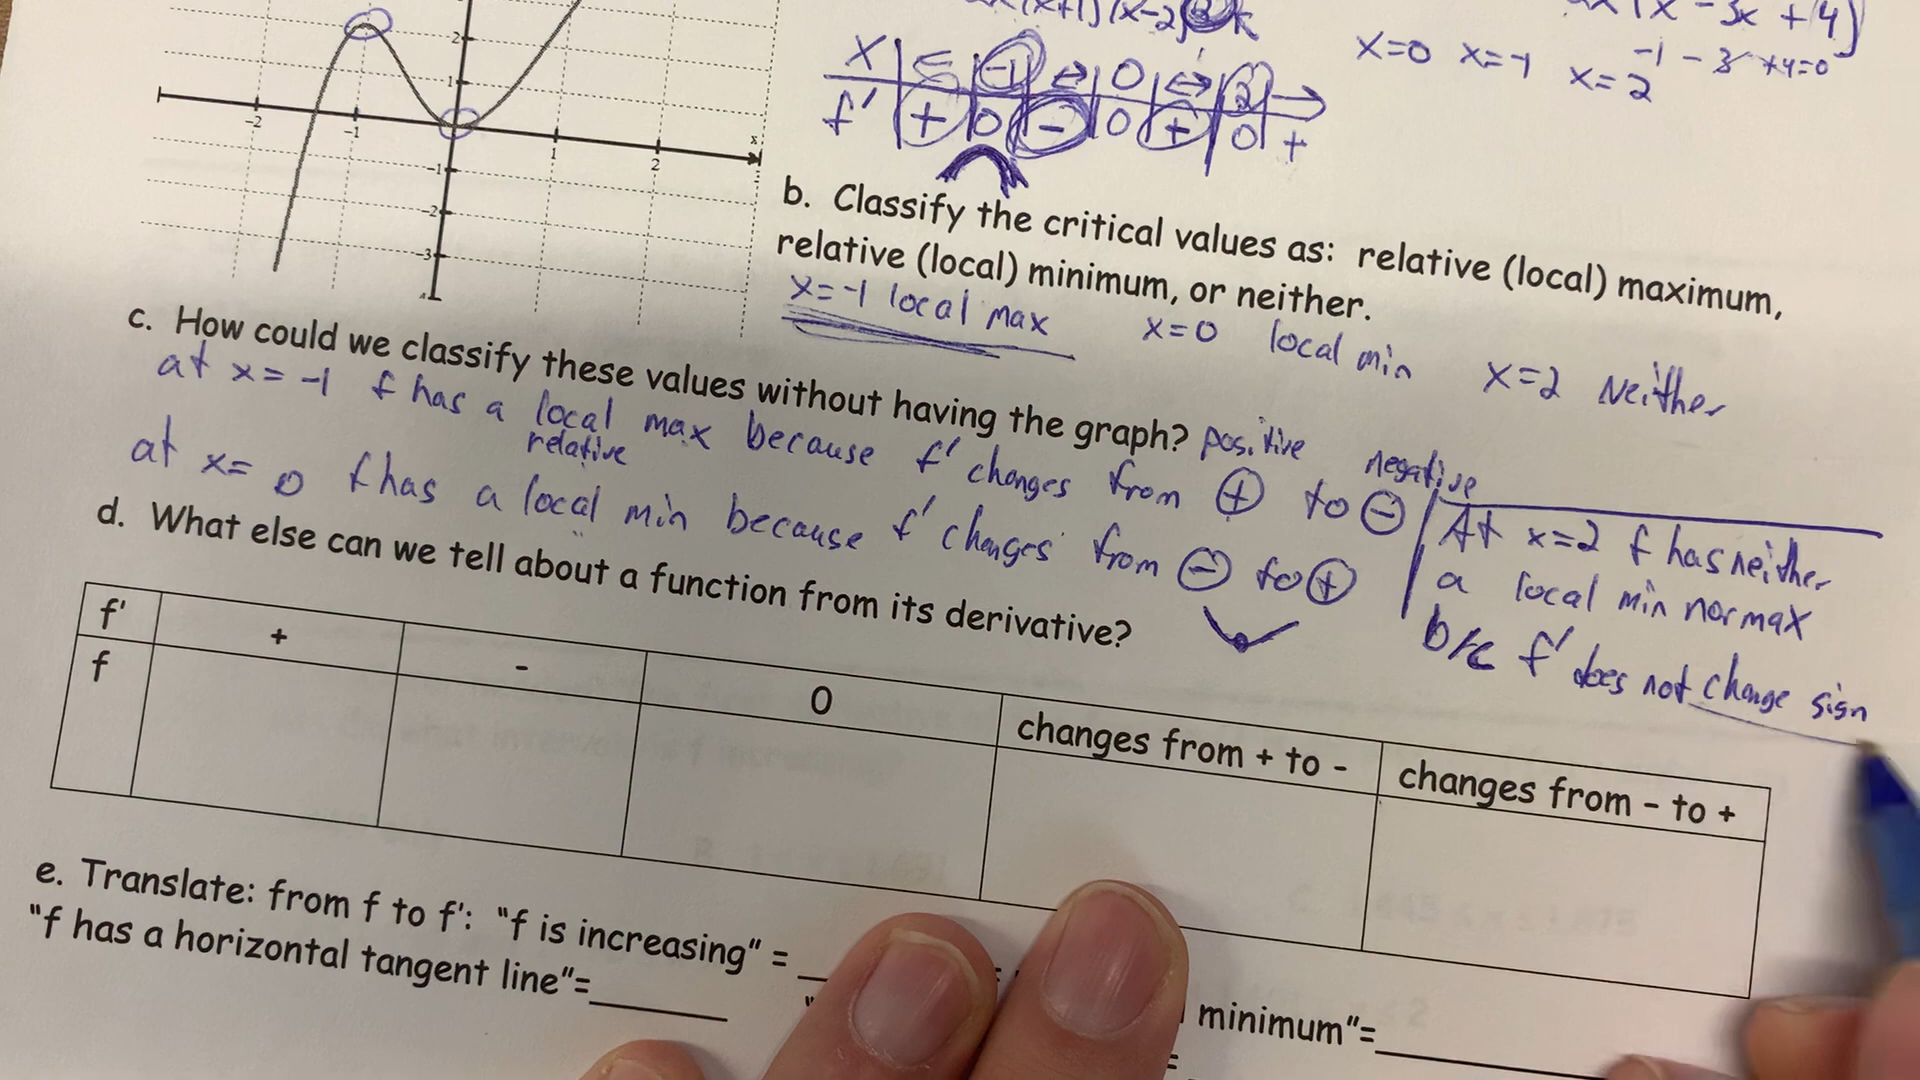 x=0 x=-1 x=2
-1 -3 +4=0
x -1 0 2
f' + 0 - 0 + 0 +
2
1
-2 -1 1 2 x
-1
-2
-3
b. Classify the critical values as: relative (local) maximum,
relative (local) minimum, or neither.
x=-1 local max x=0 local min x=2 Neither
c. How could we classify these values without having the graph?
positive negative
at x=-1 f has a local max because f' changes from + to -
relative
at x=0 f has a local min because f' changes from - to +
At x=2 f has neither
a local min nor max
b/c f' does not change sign
d. What else can we tell about a function from its derivative?
f' + - 0 changes from + to - changes from - to +
f
e. Translate: from f to f': "f is increasing" =
"f has a horizontal tangent line"=
minimum"=